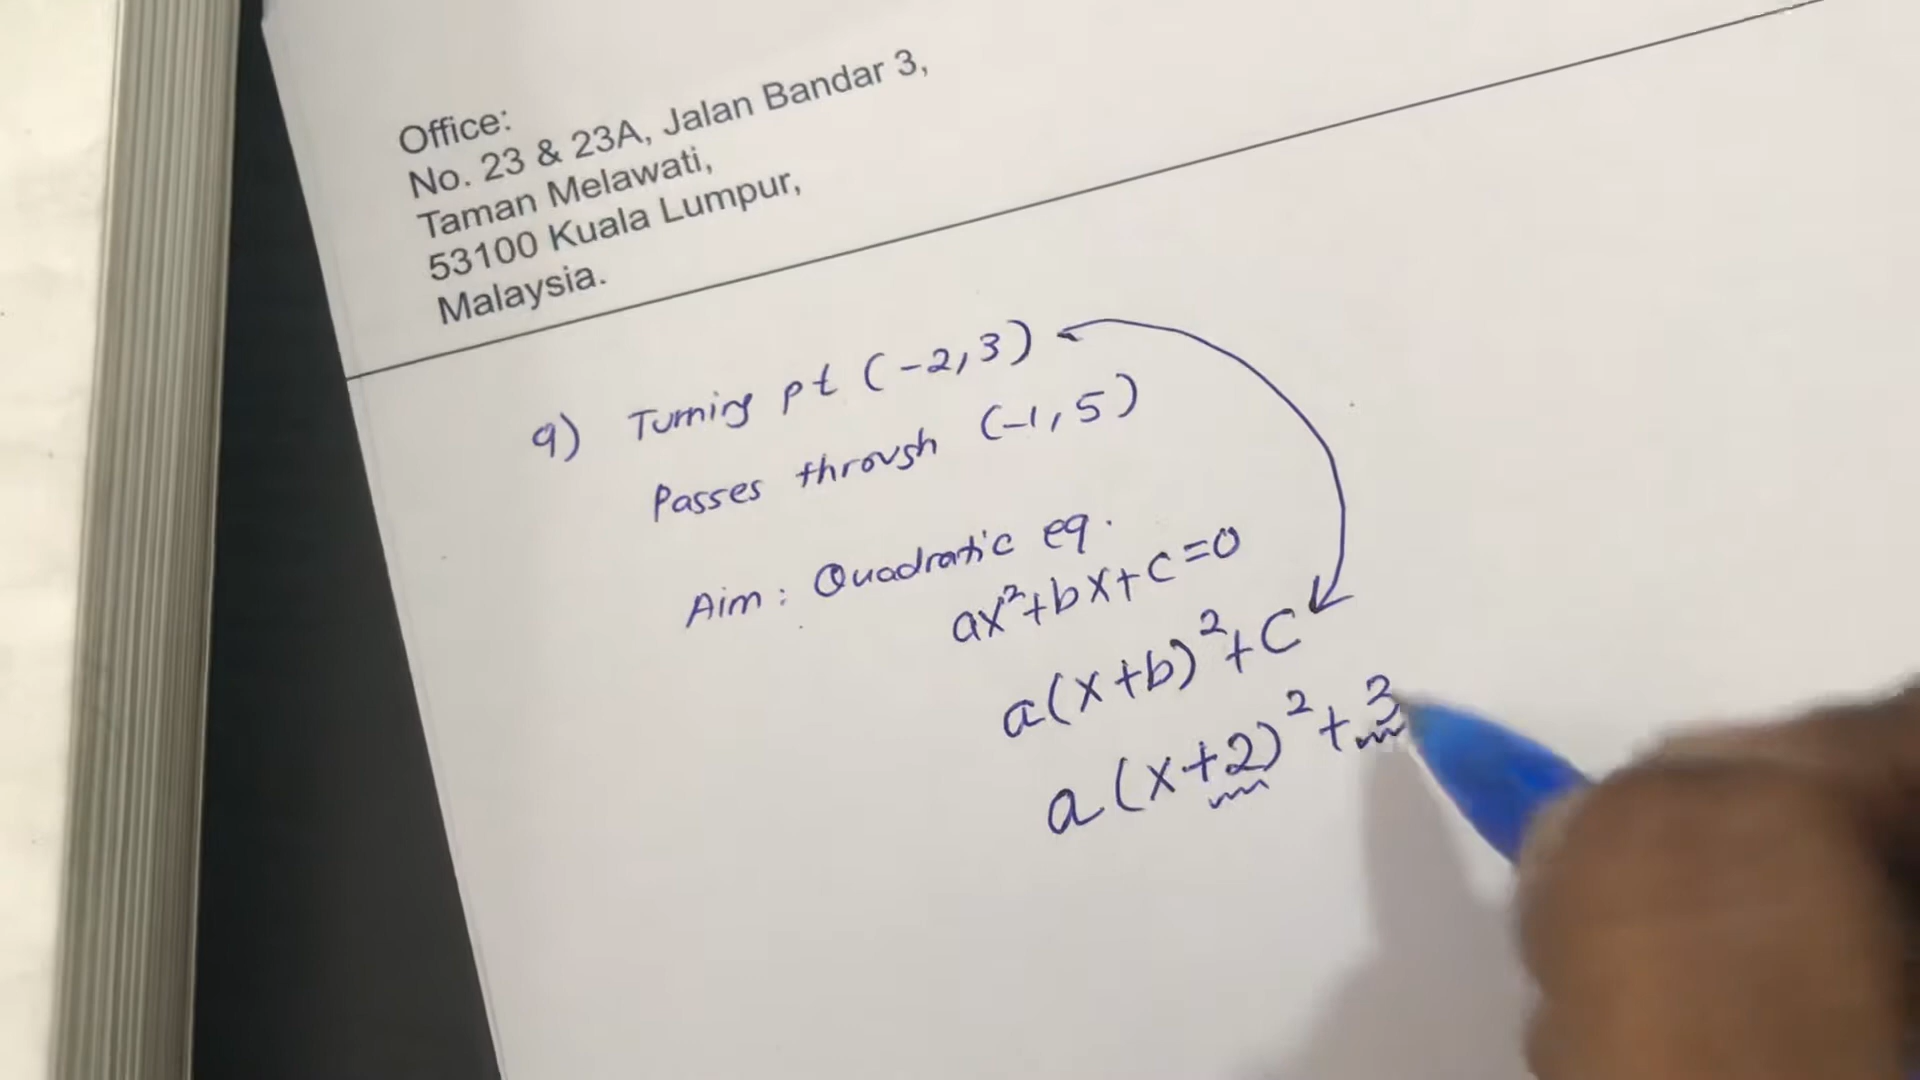 Office:
No. 23 & 23A, Jalan Bandar 3,
Taman Melawati,
53100 Kuala Lumpur,
Malaysia.
9) Turning pt (-2,3)
Passes through (-1,5)
Aim: Quadratic eq.
ax²+bx+c=0
a(x+b)²+c
a(x+2)²+3